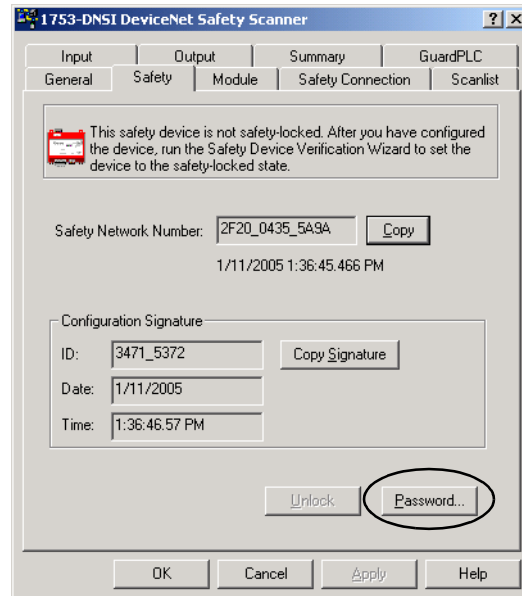 1753-DNSI DeviceNet Safety Scanner
Input Output Summary GuardPLC
General Safety Module Safety Connection Scanlist
This safety device is not safety-locked. After you have configured
the device, run the Safety Device Verification Wizard to set the
device to the safety-locked state.
Safety Network Number: 2F20_0435_5A9A Copy
1/11/2005 1:36:45.466 PM
Configuration Signature
ID: 3471_5372 Copy Signature
Date: 1/11/2005
Time: 1:36:46.57 PM
Unlock Password...
OK Cancel Apply Help